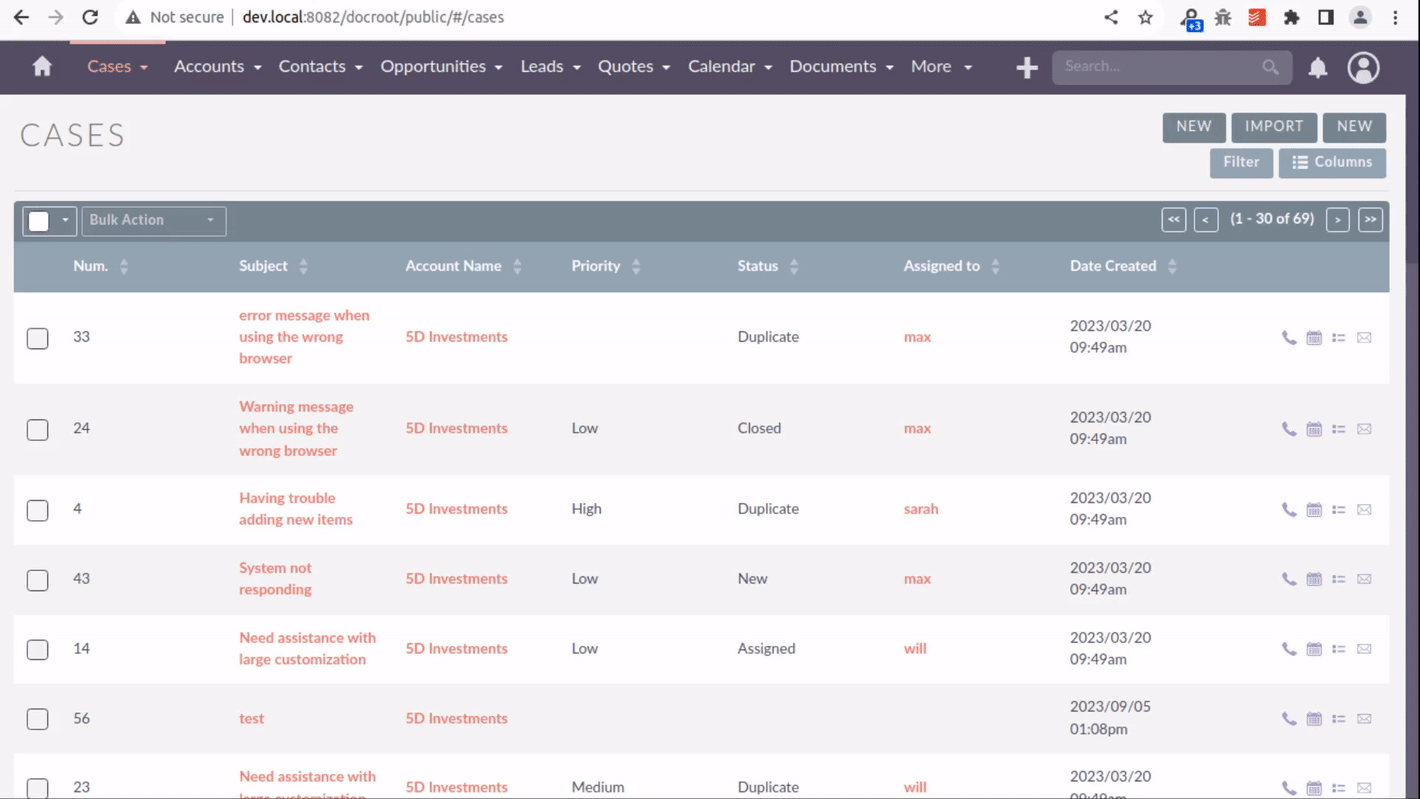 Not secure dev.local:8082/docroot/public/#/cases
+3
Cases Accounts Contacts Opportunities Leads Quotes Calendar Documents More Search...
CASES
NEW IMPORT NEW
Filter Columns
Bulk Action << < (1 - 30 of 69) > >>
Num. Subject Account Name Priority Status Assigned to Date Created
error message when
using the wrong
browser
33 5D Investments Duplicate max
2023/03/20
09:49am
Warning message
when using the
wrong browser
24 5D Investments Low Closed max
2023/03/20
09:49am
Having trouble
adding new items
4 5D Investments High Duplicate sarah
2023/03/20
09:49am
System not
responding
43 5D Investments Low New max
2023/03/20
09:49am
Need assistance with
large customization
14 5D Investments Low Assigned will
2023/03/20
09:49am
56 test 5D Investments
2023/09/05
01:08pm
Need assistance with
large customization
23 5D Investments Medium Duplicate will
2023/03/20
09:49am